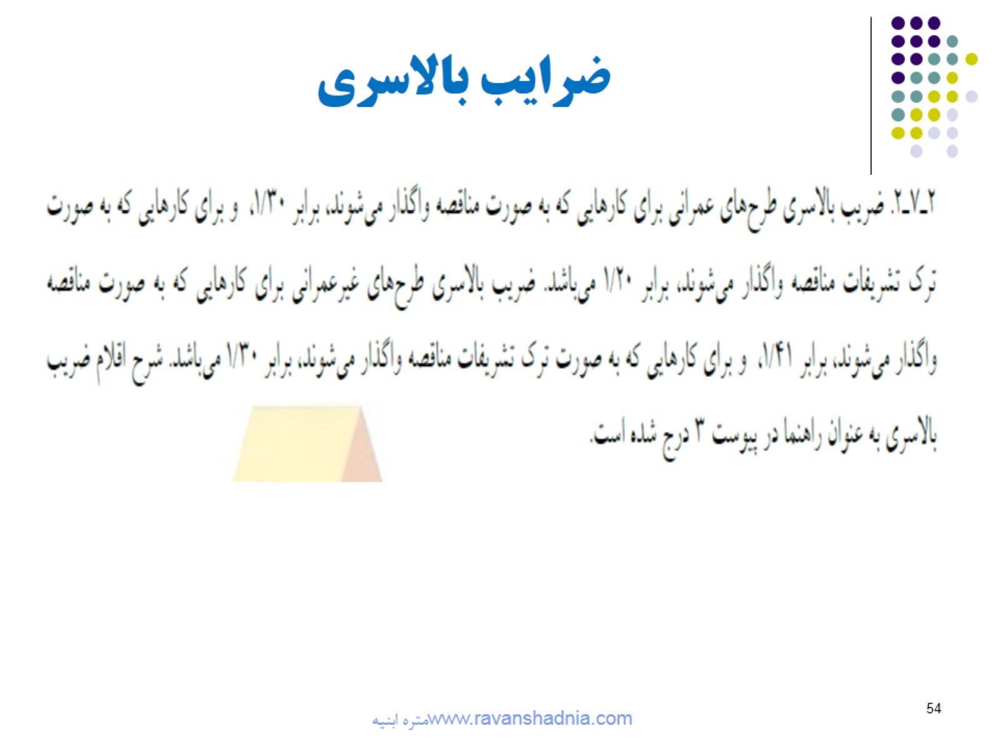 ضرایب بالاسری
۲ـ۷ـ۲. ضریب بالاسری طرح‌های عمرانی برای کارهایی که به صورت مناقصه واگذار می‌شوند، برابر ۱/۳۰، و برای کارهایی که به صورت
ترک تشریفات مناقصه واگذار می‌شوند، برابر ۱/۲۰ می‌باشد. ضریب بالاسری طرح‌های غیرعمرانی برای کارهایی که به صورت مناقصه
واگذار می‌شوند، برابر ۱/۴۱، و برای کارهایی که به صورت ترک تشریفات مناقصه واگذار می‌شوند، برابر ۱/۳۰ می‌باشد. شرح اقلام ضریب
بالاسری به عنوان راهنما در پیوست ۳ درج شده است.
54
متره ابنیه www.ravanshadnia.com